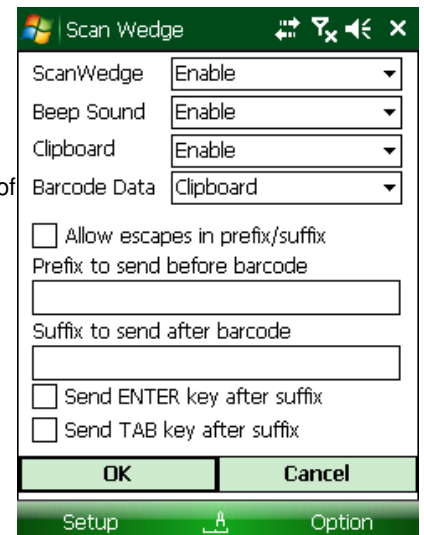 Scan Wedge
ScanWedge Enable
Beep Sound Enable
Clipboard Enable
of Barcode Data Clipboard
Allow escapes in prefix/suffix
Prefix to send before barcode
Suffix to send after barcode
Send ENTER key after suffix
Send TAB key after suffix
OK Cancel
Setup A Option